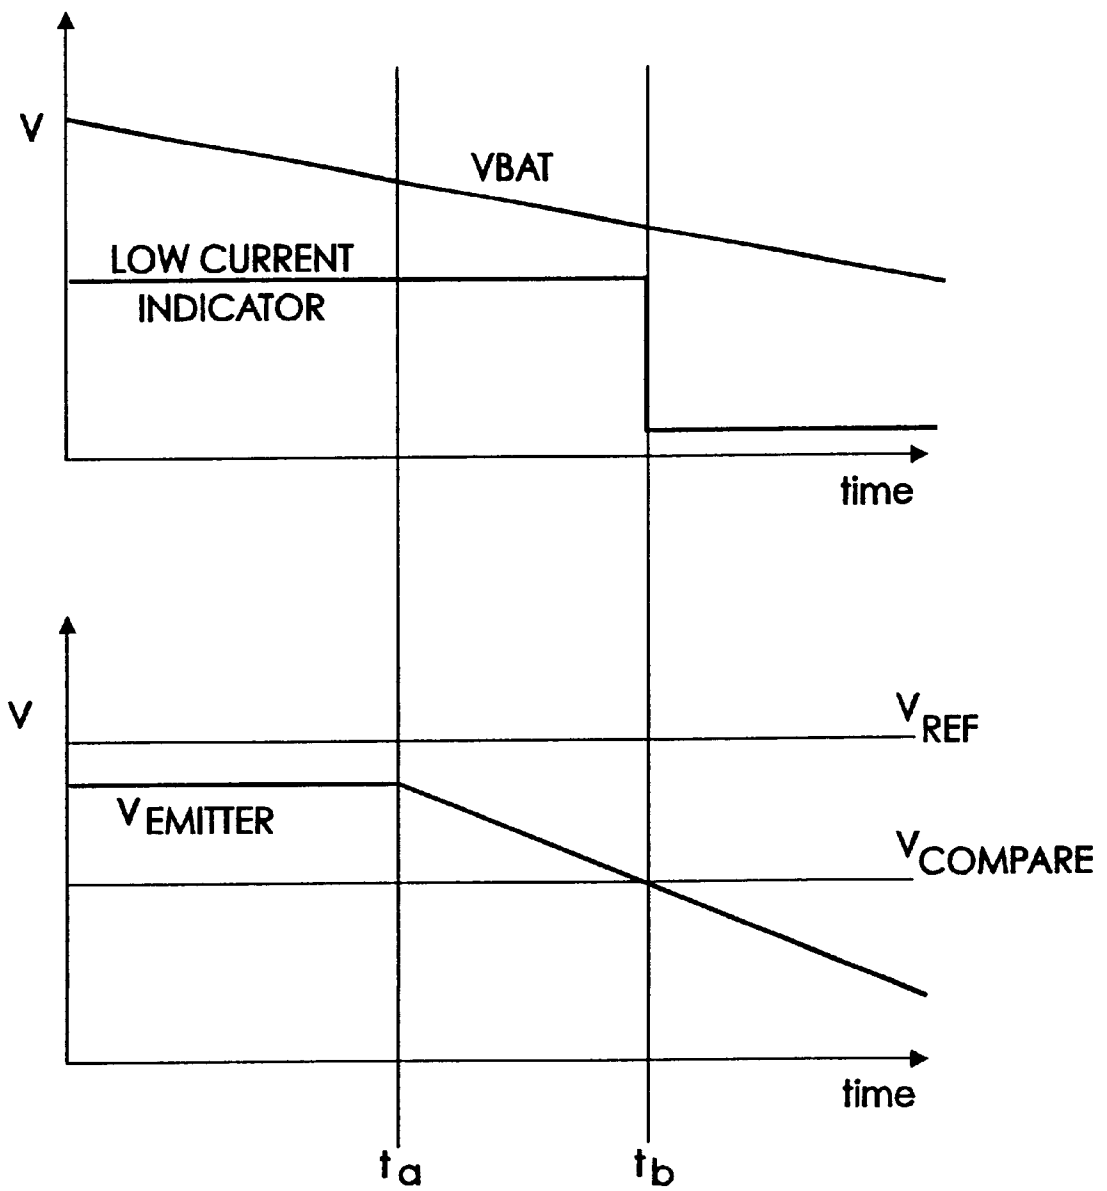 V
VBAT
LOW CURRENT
INDICATOR
time
V
VREF
VEMITTER
VCOMPARE
time
ta
tb